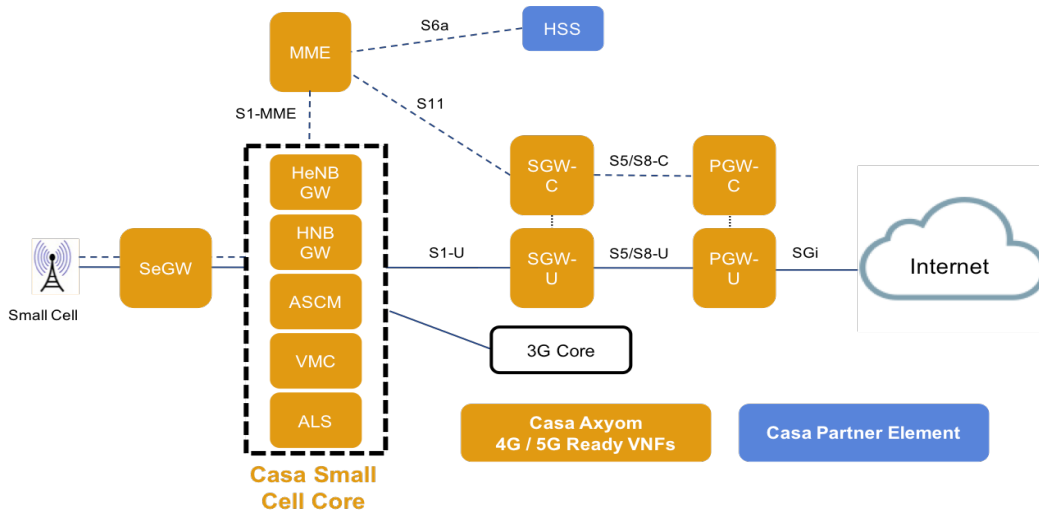 S6a
HSS
MME
S11
S1-MME
HeNB
GW
SGW-
C
S5/S8-C
PGW-
C
HNB
GW
SeGW
S1-U
SGW-
U
S5/S8-U
PGW-
U
SGi
Internet
Small Cell
ASCM
3G Core
VMC
ALS
Casa Axyom
4G / 5G Ready VNFs
Casa Partner Element
Casa Small
Cell Core